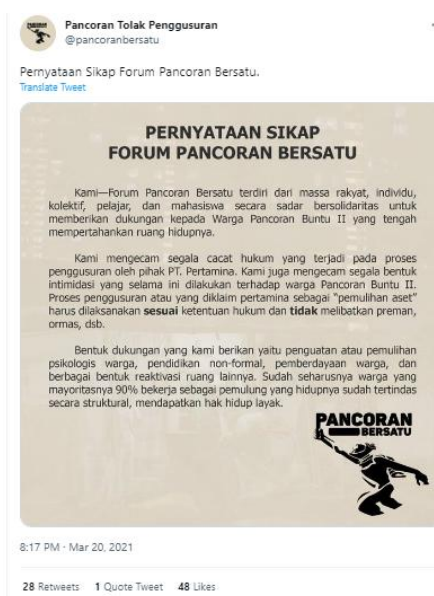 Pancoran Tolak Penggusuran
@pancoranbersatu
Pernyataan Sikap Forum Pancoran Bersatu.
Translate Tweet
PERNYATAAN SIKAP
FORUM PANCORAN BERSATU
Kami—Forum Pancoran Bersatu terdiri dari massa rakyat, individu,
kolektif, pelajar, dan mahasiswa secara sadar bersolidaritas untuk
memberikan dukungan kepada Warga Pancoran Buntu II yang tengah
mempertahankan ruang hidupnya.
Kami mengecam segala cacat hukum yang terjadi pada proses
penggusuran oleh pihak PT. Pertamina. Kami juga mengecam segala bentuk
intimidasi yang selama ini dilakukan terhadap warga Pancoran Buntu II.
Proses penggusuran atau yang diklaim pertamina sebagai "pemulihan aset"
harus dilaksanakan sesuai ketentuan hukum dan tidak melibatkan preman,
ormas, dsb.
Bentuk dukungan yang kami berikan yaitu penguatan atau pemulihan
psikologis warga, pendidikan non-formal, pemberdayaan warga, dan
berbagai bentuk reaktivasi ruang lainnya. Sudah seharusnya warga yang
mayoritasnya 90% bekerja sebagai pemulung yang hidupnya sudah tertindas
secara struktural, mendapatkan hak hidup layak.
PANCORAN
BERSATU
8:17 PM · Mar 20, 2021
28 Retweets 1 Quote Tweet 48 Likes